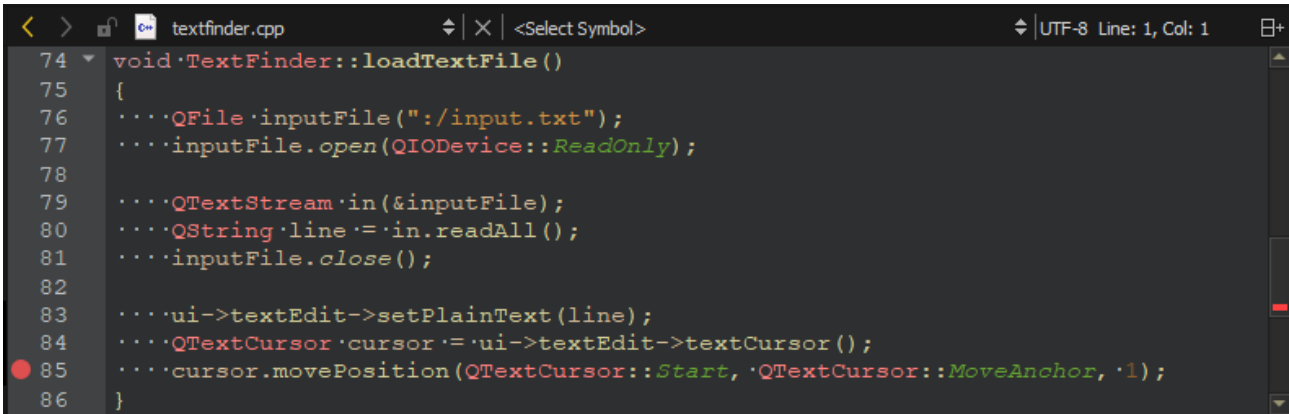 C++ textfinder.cpp <Select Symbol> UTF-8 Line: 1, Col: 1
74 void·TextFinder::loadTextFile()
75 {
76 ····QFile·inputFile(":/input.txt");
77 ····inputFile.open(QIODevice::ReadOnly);
78
79 ····QTextStream·in(&inputFile);
80 ····QString·line·=·in.readAll();
81 ····inputFile.close();
82
83 ····ui->textEdit->setPlainText(line);
84 ····QTextCursor·cursor·=·ui->textEdit->textCursor();
85 ····cursor.movePosition(QTextCursor::Start,·QTextCursor::MoveAnchor,·1);
86 }